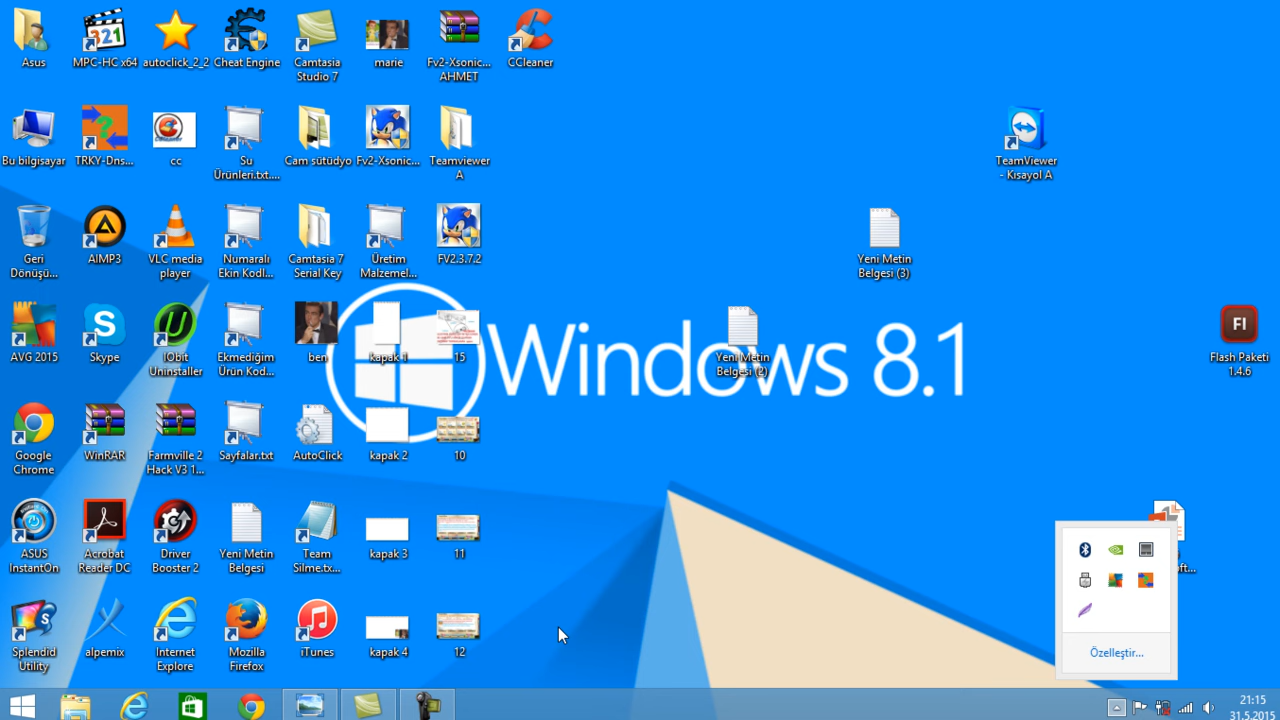 Asus
MPC-HC x64
autoclick_2_2
Cheat Engine
Camtasia
Studio 7
marie
Fv2-Xsonic...
AHMET
CCleaner
Bu bilgisayar
TRKY-Dns...
cc
Su
Ürünleri.txt....
Cam sütüdyo
Fv2-Xsonic...
Teamviewer
A
TeamViewer
- Kısayol A
Geri
Dönüşü...
AIMP3
VLC media
player
Numaralı
Ekin Kodl...
Camtasia 7
Serial Key
Üretim
Malzemel...
FV2.3.7.2
Yeni Metin
Belgesi (3)
AVG 2015
Skype
IObit
Uninstaller
Ekmediğim
Ürün Kod...
ben
kapak 1
15
Yeni Metin
Belgesi (2)
Windows 8.1
Flash Paketi
1.4.6
Google
Chrome
WinRAR
Farmville 2
Hack V3 1...
Sayfalar.txt
AutoClick
kapak 2
10
ASUS
InstantOn
Acrobat
Reader DC
Driver
Booster 2
Yeni Metin
Belgesi
Team
Silme.tx...
kapak 3
11
Splendid
Utility
alpemix
Internet
Explore
Mozilla
Firefox
iTunes
kapak 4
12
Özelleştir...
21:15
31.5.2015